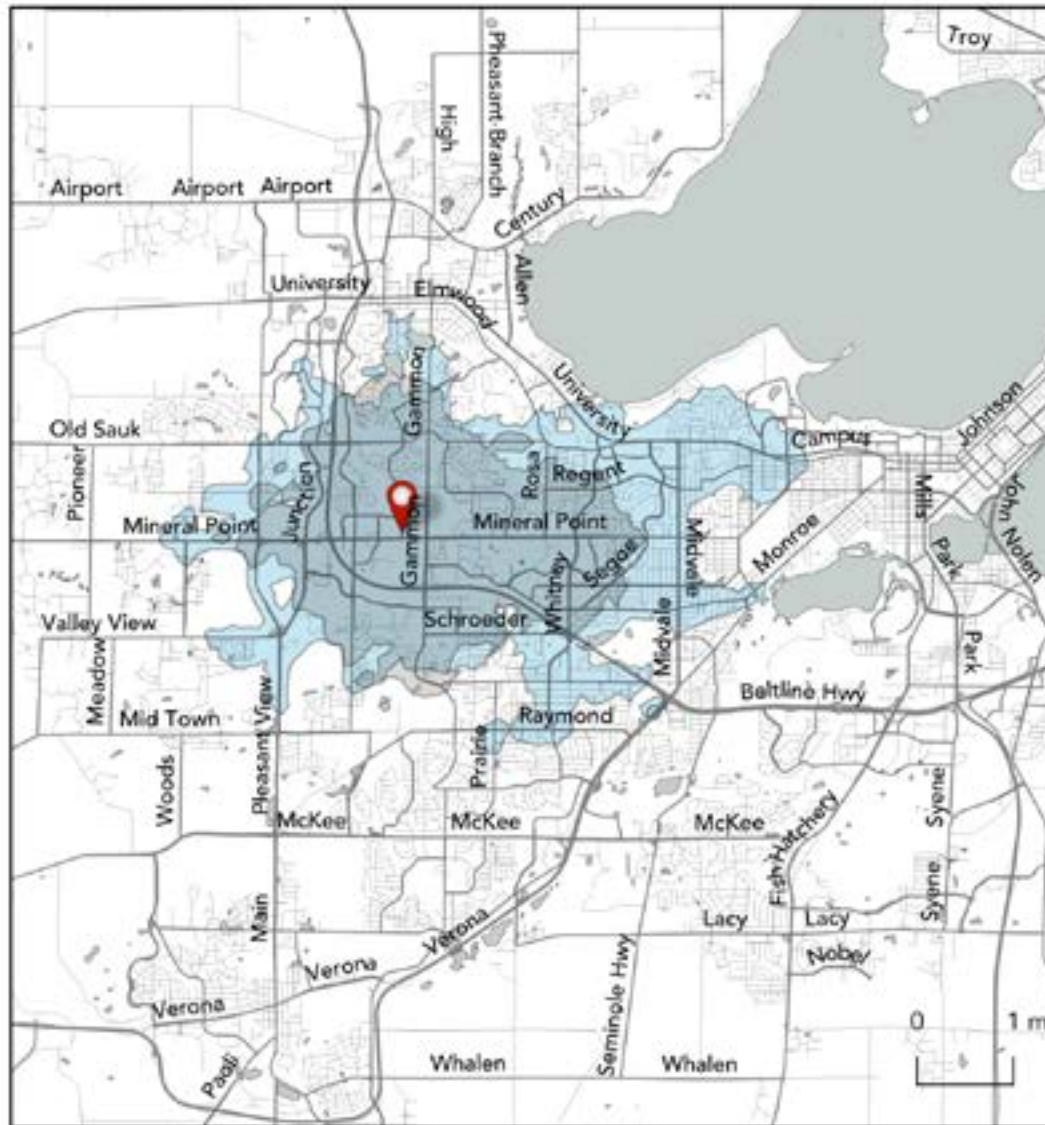 Troy
High
Pheasant Branch
Airport
Airport
Airport
Century
Allen
University
Elmwood
Gammon
University
Old Sauk
Campus
Johnson
Pioneer
Junction
Rosa
Regent
Mills
John Nolen
Mineral Point
Gammon
Mineral Point
Midvale
Monroe
Park
Segoe
Whitney
Valley View
Schroeder
Midvale
Park
Meadow
Beltline Hwy
Mid Town
Pleasant View
Raymond
Woods
Prairie
McKee
McKee
McKee
Fish Hatchery
Syene
Syene
Main
Verona
Lacy
Lacy
Verona
Nobel
Verona
Seminole Hwy
0
1 m
Whalen
Whalen